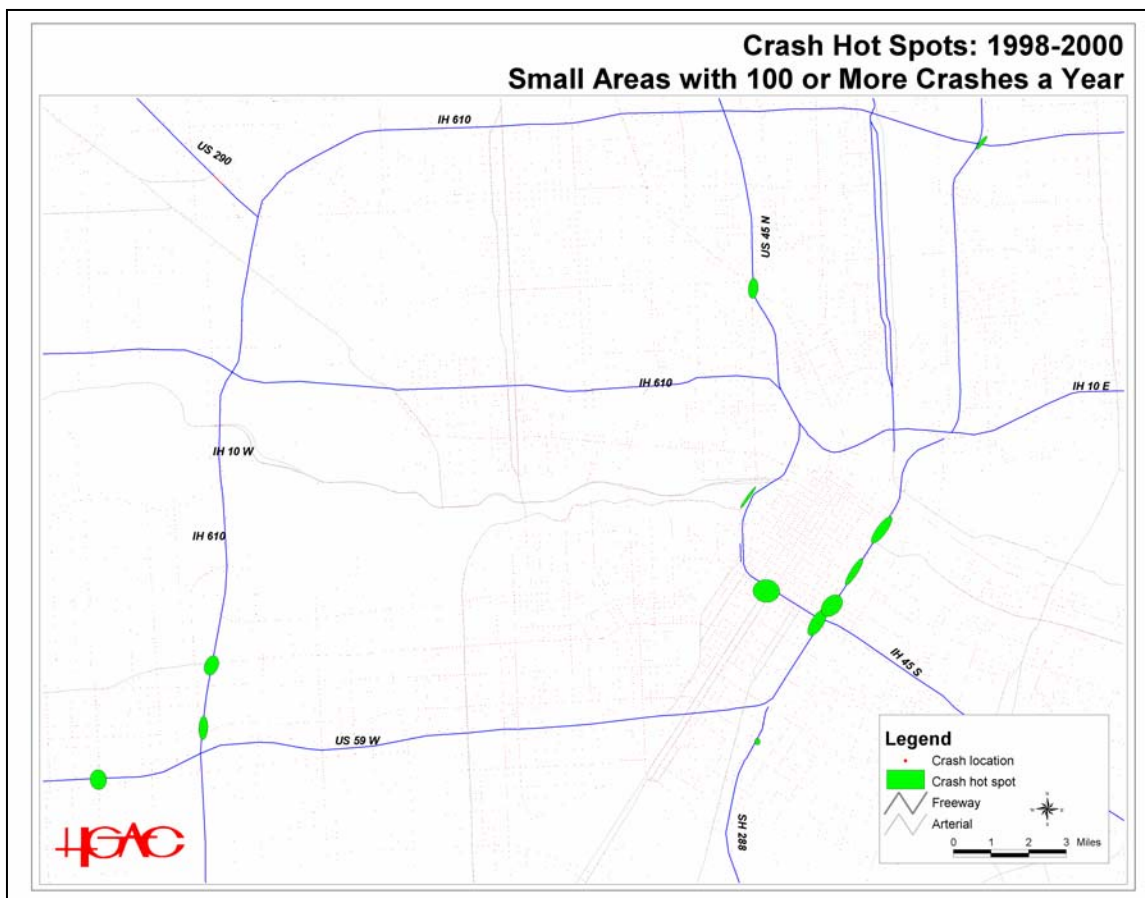 Crash Hot Spots: 1998-2000
Small Areas with 100 or More Crashes a Year
IH 610
US 290
US 45 N
IH 610
IH 10 E
IH 10 W
IH 610
IH 45 S
US 59 W
SH 288
Legend
Crash location
Crash hot spot
Freeway
Arterial
N
W E
S
0 1 2 3 Miles
HGAC